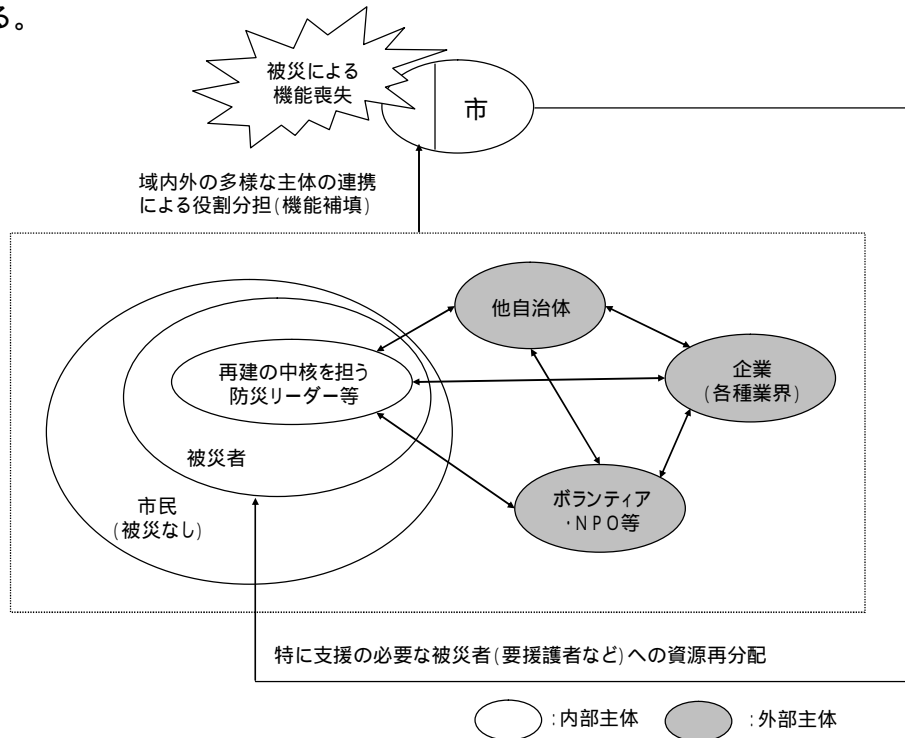 る。
被災による
機能喪失
市
域内外の多様な主体の連携
による役割分担(機能補填)
他自治体
再建の中核を担う
防災リーダー等
企業
(各種業界)
被災者
ボランティア
・NPO等
市民
(被災なし)
特に支援の必要な被災者(要援護者など)への資源再分配
:内部主体
:外部主体